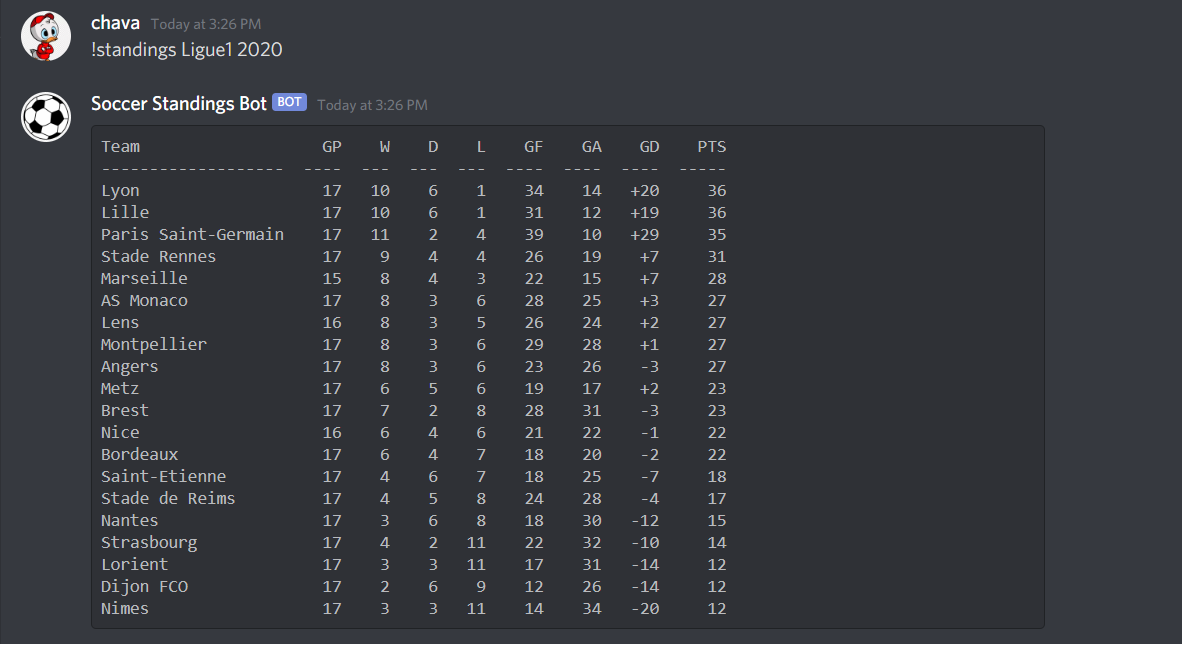 chava Today at 3:26 PM
!standings Ligue1 2020
Soccer Standings Bot BOT Today at 3:26 PM
Team GP W D L GF GA GD PTS
------------------- ---- --- --- --- ---- ---- ---- -----
Lyon 17 10 6 1 34 14 +20 36
Lille 17 10 6 1 31 12 +19 36
Paris Saint-Germain 17 11 2 4 39 10 +29 35
Stade Rennes 17 9 4 4 26 19 +7 31
Marseille 15 8 4 3 22 15 +7 28
AS Monaco 17 8 3 6 28 25 +3 27
Lens 16 8 3 5 26 24 +2 27
Montpellier 17 8 3 6 29 28 +1 27
Angers 17 8 3 6 23 26 -3 27
Metz 17 6 5 6 19 17 +2 23
Brest 17 7 2 8 28 31 -3 23
Nice 16 6 4 6 21 22 -1 22
Bordeaux 17 6 4 7 18 20 -2 22
Saint-Etienne 17 4 6 7 18 25 -7 18
Stade de Reims 17 4 5 8 24 28 -4 17
Nantes 17 3 6 8 18 30 -12 15
Strasbourg 17 4 2 11 22 32 -10 14
Lorient 17 3 3 11 17 31 -14 12
Dijon FCO 17 2 6 9 12 26 -14 12
Nimes 17 3 3 11 14 34 -20 12